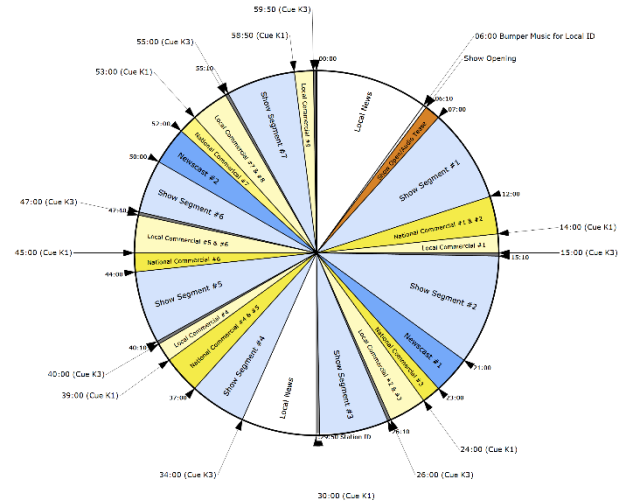 59:50 (Cue K3)
58:50 (Cue K1)
55:00 (Cue K3)
55:10
53:00 (Cue K1)
52:00
50:00
47:00 (Cue K3)
47:10
45:00 (Cue K1)
44:00
40:10
40:00 (Cue K3)
39:00 (Cue K1)
37:00
34:00 (Cue K3)
30:00 (Cue K1)
29:50 Station ID
26:10
26:00 (Cue K3)
24:00 (Cue K1)
23:00
21:00
15:10
15:00 (Cue K3)
14:00 (Cue K1)
12:00
07:00
06:10
Show Opening
06:00 Bumper Music for Local ID
00:00
Local News
Show Open/Audio Tease
Show Segment #1
National Commercial #1 & #2
Local Commercial #1
Show Segment #2
Newscast #1
National Commercial #3
Local Commercial #2 & #3
Show Segment #3
Local News
Show Segment #4
National Commercial #4 & #5
Local Commercial #4
Show Segment #5
National Commercial #6
Local Commercial #5 & #6
Show Segment #6
Newscast #2
National Commercial #7
Local Commercial #7 & #8
Show Segment #7